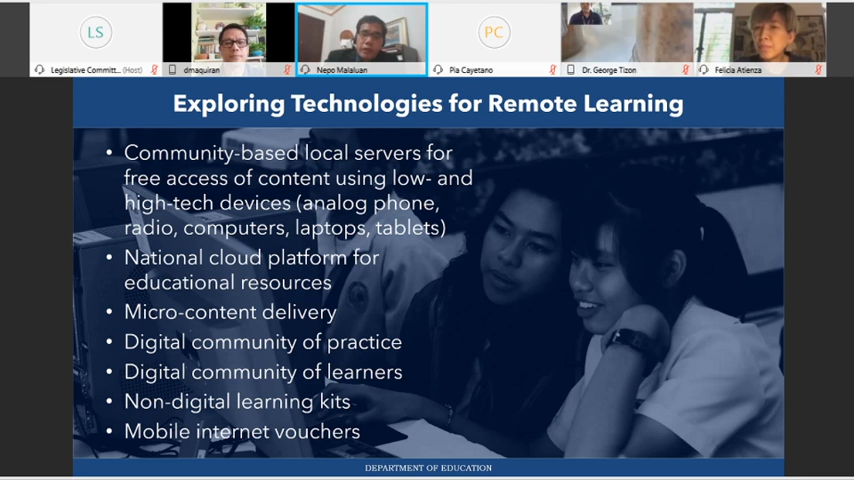 LS
PC
Legislative Committ... (Host)
dmaquiran
Nepo Malaluan
Pia Cayetano
Dr. George Tizon
Felicia Atienza
Exploring Technologies for Remote Learning
• Community-based local servers for
free access of content using low- and
high-tech devices (analog phone,
radio, computers, laptops, tablets)
• National cloud platform for
educational resources
• Micro-content delivery
• Digital community of practice
• Digital community of learners
• Non-digital learning kits
• Mobile internet vouchers
DEPARTMENT OF EDUCATION